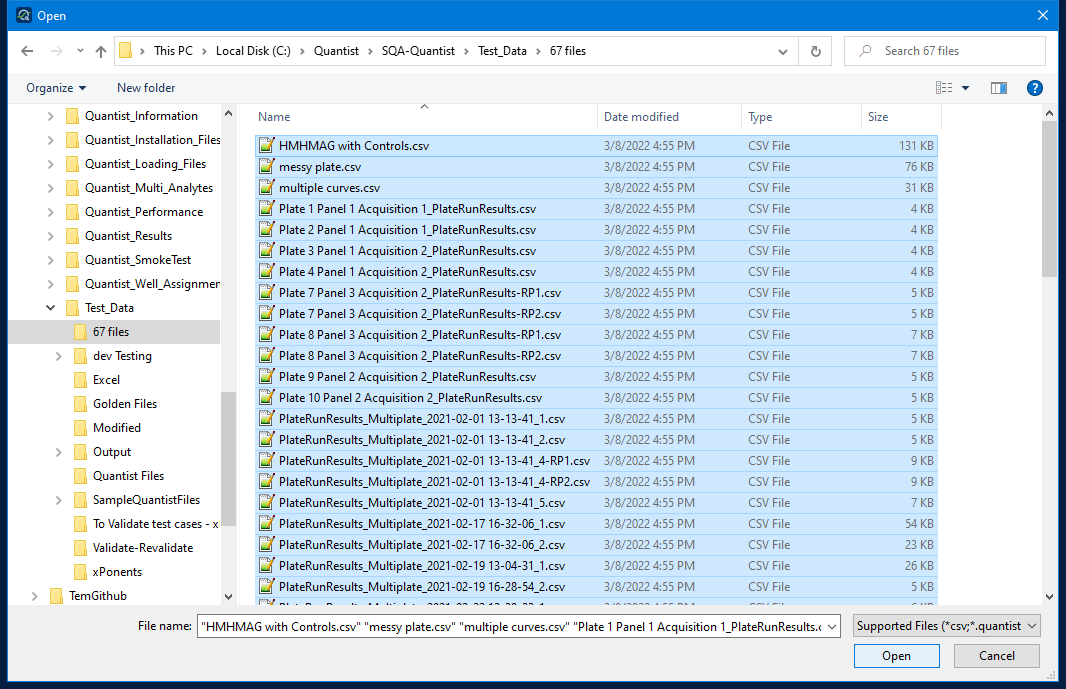 Open
This PC > Local Disk (C:) > Quantist > SQA-Quantist > Test_Data > 67 files
Search 67 files
Organize
New folder
Quantist_Information
Quantist_Installation_Files
Quantist_Loading_Files
Quantist_Multi_Analytes
Quantist_Performance
Quantist_Results
Quantist_SmokeTest
Quantist_Well_Assignmer
Test_Data
67 files
dev Testing
Excel
Golden Files
Modified
Output
Quantist Files
SampleQuantistFiles
To Validate test cases - x
Validate-Revalidate
xPonents
TemGithub
Name Date modified Type Size
HMHMAG with Controls.csv 3/8/2022 4:55 PM CSV File 131 KB
messy plate.csv 3/8/2022 4:55 PM CSV File 76 KB
multiple curves.csv 3/8/2022 4:55 PM CSV File 31 KB
Plate 1 Panel 1 Acquisition 1_PlateRunResults.csv 3/8/2022 4:55 PM CSV File 4 KB
Plate 2 Panel 1 Acquisition 1_PlateRunResults.csv 3/8/2022 4:55 PM CSV File 4 KB
Plate 3 Panel 1 Acquisition 2_PlateRunResults.csv 3/8/2022 4:55 PM CSV File 4 KB
Plate 4 Panel 1 Acquisition 2_PlateRunResults.csv 3/8/2022 4:55 PM CSV File 4 KB
Plate 7 Panel 3 Acquisition 2_PlateRunResults-RP1.csv 3/8/2022 4:55 PM CSV File 5 KB
Plate 7 Panel 3 Acquisition 2_PlateRunResults-RP2.csv 3/8/2022 4:55 PM CSV File 5 KB
Plate 8 Panel 3 Acquisition 2_PlateRunResults-RP1.csv 3/8/2022 4:55 PM CSV File 7 KB
Plate 8 Panel 3 Acquisition 2_PlateRunResults-RP2.csv 3/8/2022 4:55 PM CSV File 7 KB
Plate 9 Panel 2 Acquisition 2_PlateRunResults.csv 3/8/2022 4:55 PM CSV File 5 KB
Plate 10 Panel 2 Acquisition 2_PlateRunResults.csv 3/8/2022 4:55 PM CSV File 5 KB
PlateRunResults_Multiplate_2021-02-01 13-13-41_1.csv 3/8/2022 4:55 PM CSV File 5 KB
PlateRunResults_Multiplate_2021-02-01 13-13-41_2.csv 3/8/2022 4:55 PM CSV File 5 KB
PlateRunResults_Multiplate_2021-02-01 13-13-41_4-RP1.csv 3/8/2022 4:55 PM CSV File 9 KB
PlateRunResults_Multiplate_2021-02-01 13-13-41_4-RP2.csv 3/8/2022 4:55 PM CSV File 9 KB
PlateRunResults_Multiplate_2021-02-01 13-13-41_5.csv 3/8/2022 4:55 PM CSV File 7 KB
PlateRunResults_Multiplate_2021-02-17 16-32-06_1.csv 3/8/2022 4:55 PM CSV File 54 KB
PlateRunResults_Multiplate_2021-02-17 16-32-06_2.csv 3/8/2022 4:55 PM CSV File 23 KB
PlateRunResults_Multiplate_2021-02-19 13-04-31_1.csv 3/8/2022 4:55 PM CSV File 26 KB
PlateRunResults_Multiplate_2021-02-19 16-28-54_2.csv 3/8/2022 4:55 PM CSV File 5 KB
File name: "HMHMAG with Controls.csv" "messy plate.csv" "multiple curves.csv" "Plate 1 Panel 1 Acquisition 1_PlateRunResults.c
Supported Files (*csv;*.quantist
Open
Cancel